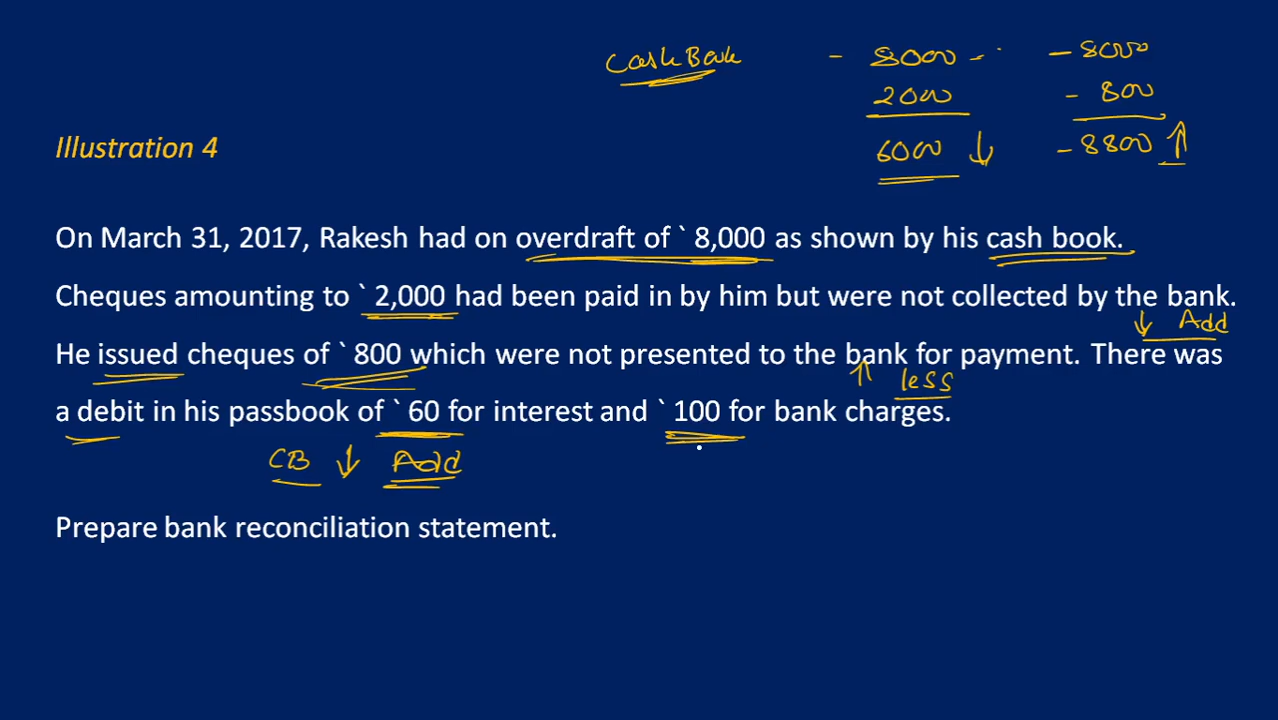 Cash Book - 8000 - - 8000
2000 - 800
6000 ↓ - 8800 ↑
Illustration 4
On March 31, 2017, Rakesh had on overdraft of ` 8,000 as shown by his cash book.
Cheques amounting to ` 2,000 had been paid in by him but were not collected by the bank.
↓ Add
He issued cheques of ` 800 which were not presented to the bank for payment. There was
↑ less
a debit in his passbook of ` 60 for interest and ` 100 for bank charges.
CB ↓ Add
Prepare bank reconciliation statement.